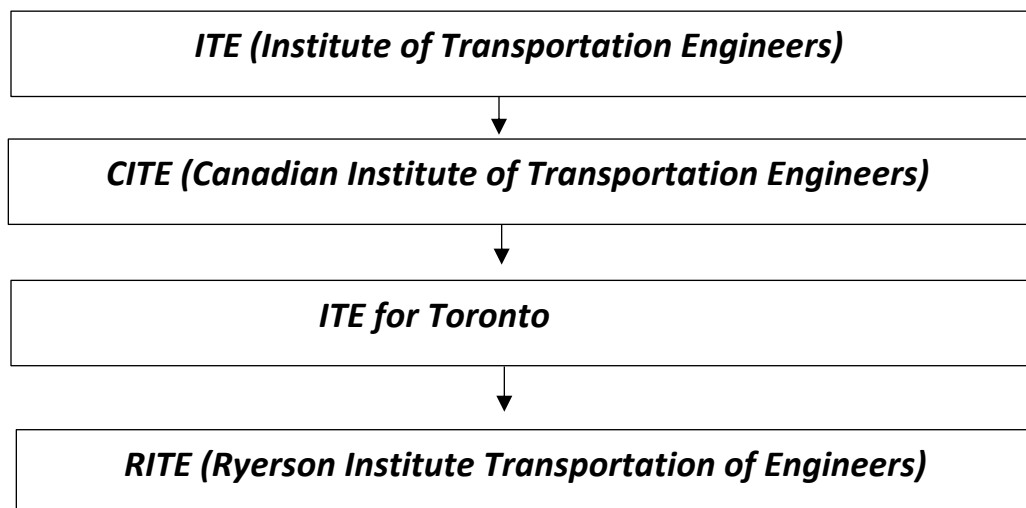 ITE (Institute of Transportation Engineers)
CITE (Canadian Institute of Transportation Engineers)
ITE for Toronto
RITE (Ryerson Institute Transportation of Engineers)